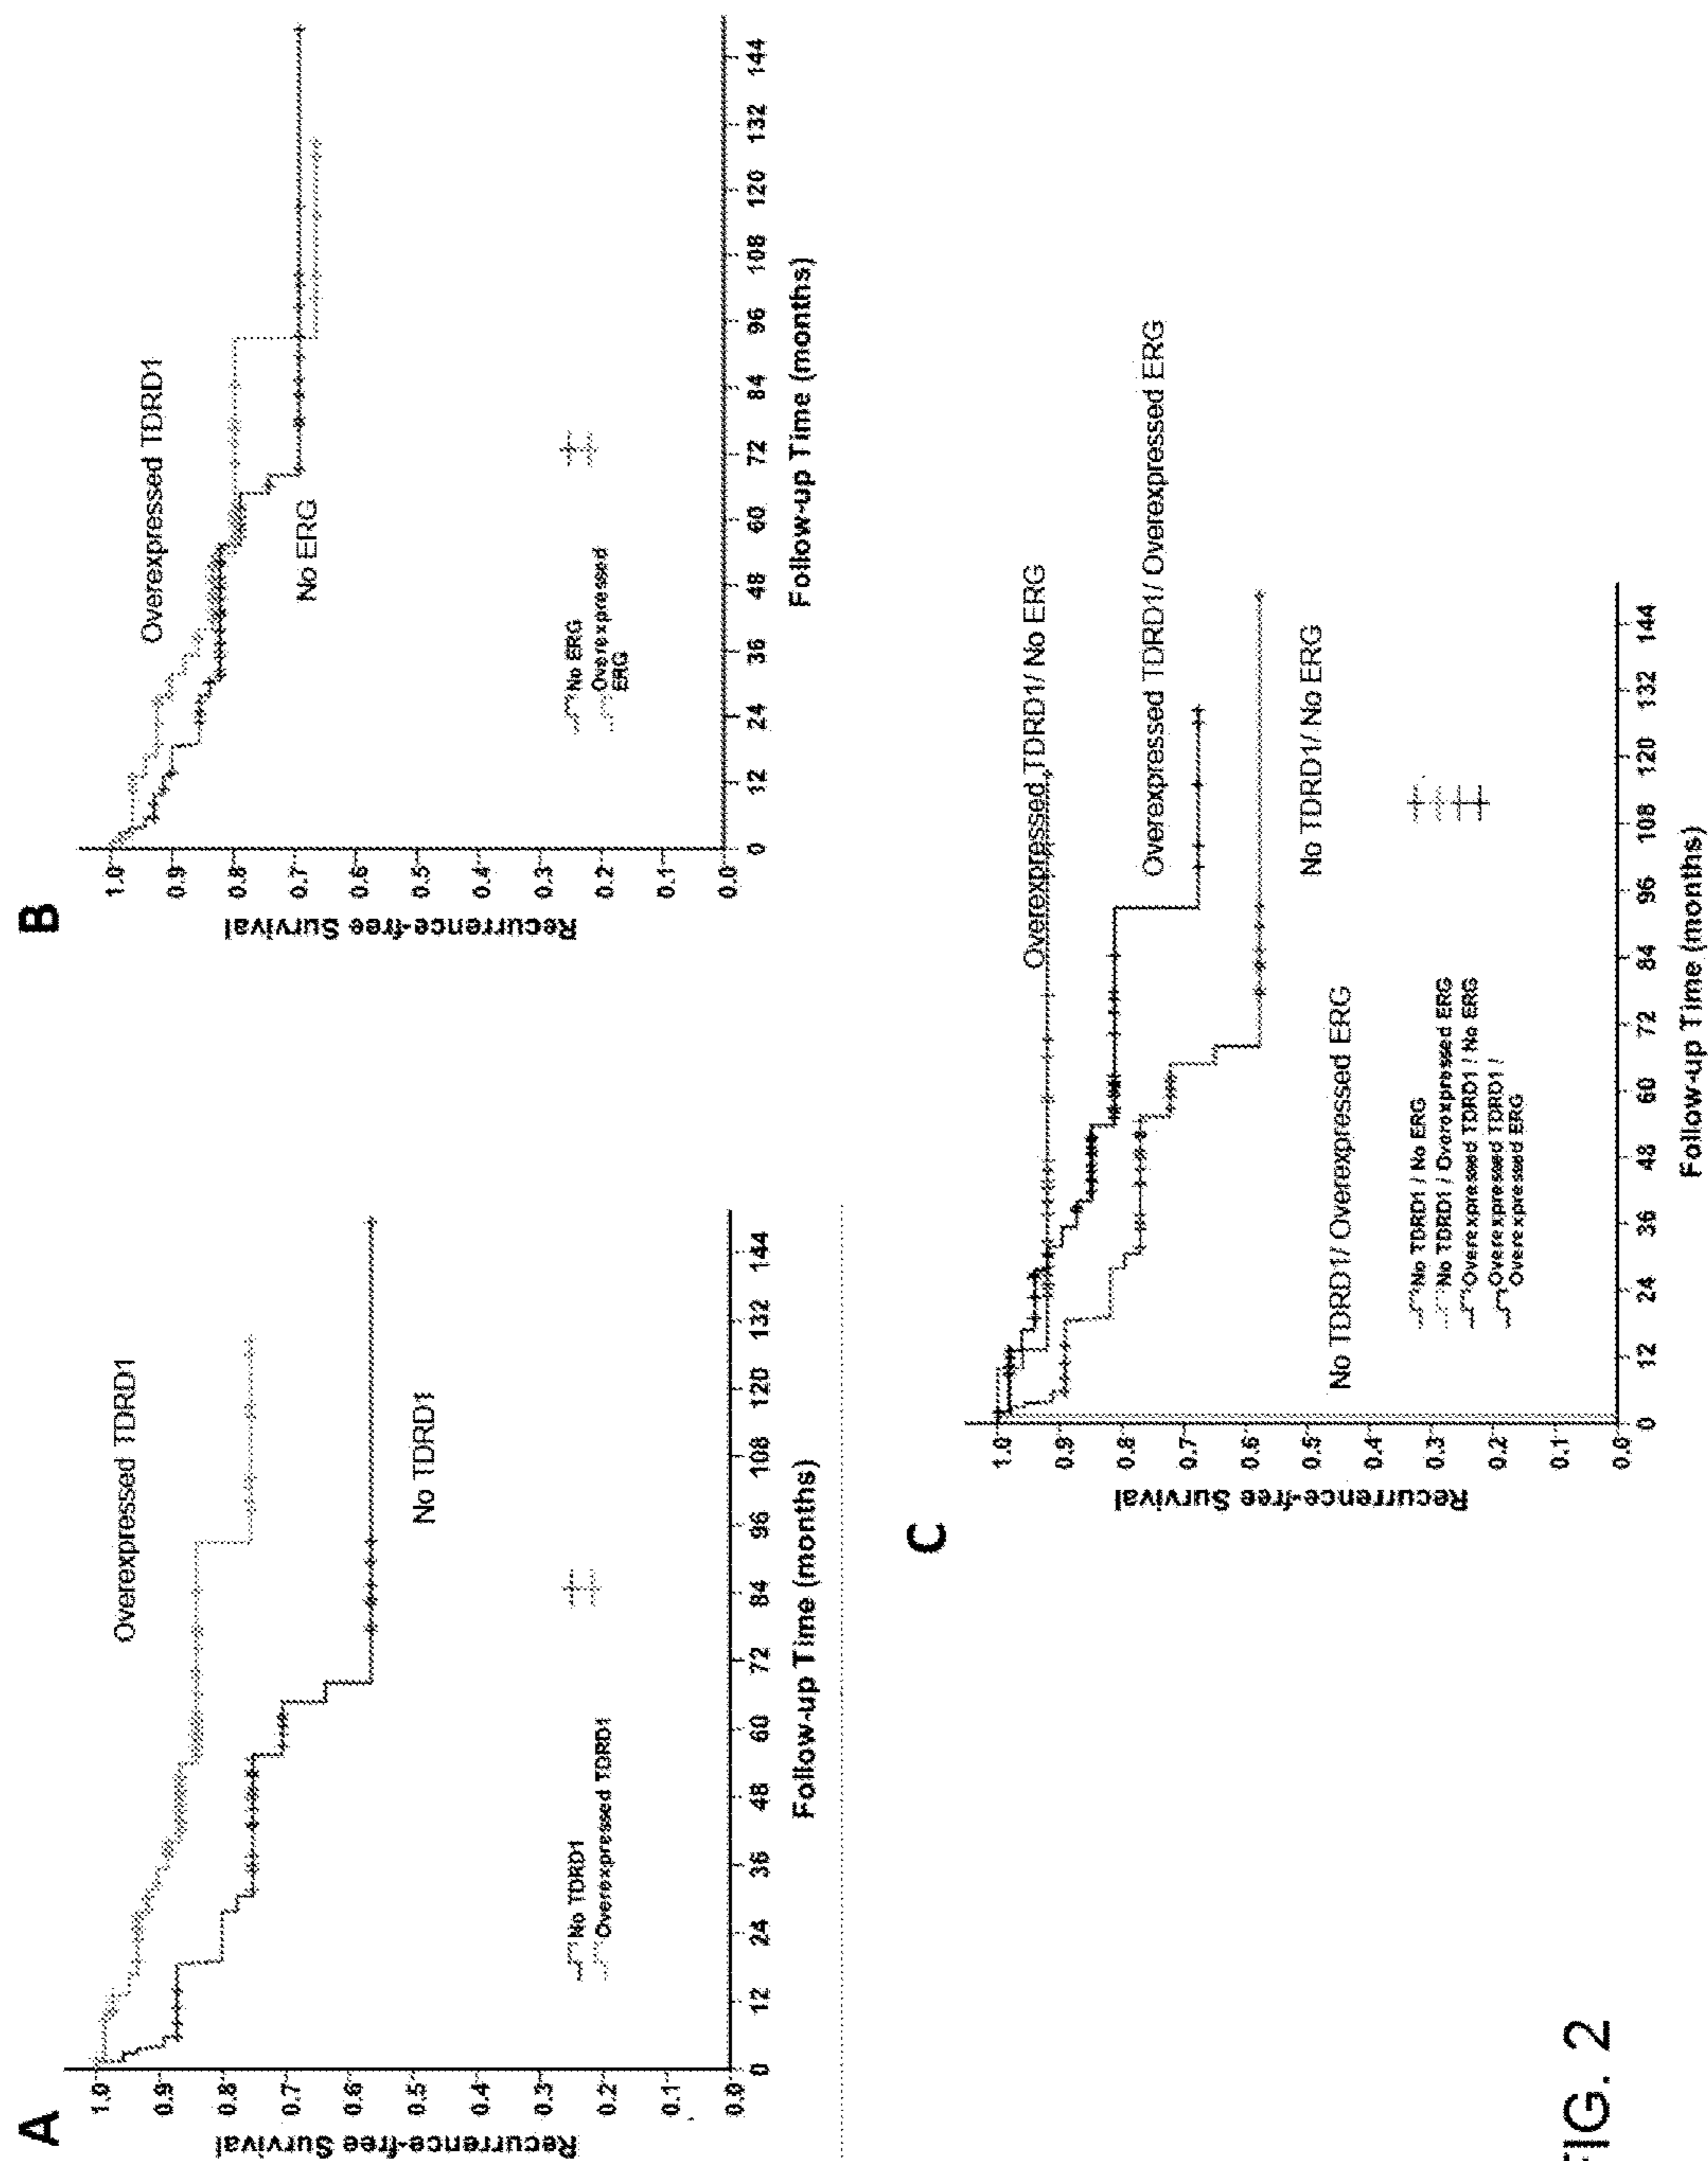 A
Recurrence-free Survival
1.0
0.9
0.8
0.7
0.6
0.5
0.4
0.3
0.2
0.1
0.0
Overexpressed TDRD1
No TDRD1
No TDRD1
Overexpressed TDRD1
0 12 24 36 48 60 72 84 96 108 120 132 144
Follow-up Time (months)
B
Recurrence-free Survival
1.0
0.9
0.8
0.7
0.6
0.5
0.4
0.3
0.2
0.1
0.0
Overexpressed TDRD1
No ERG
No ERG
Overexpressed
ERG
0 12 24 36 48 60 72 84 96 108 120 132 144
Follow-up Time (months)
C
Recurrence-free Survival
1.0
0.9
0.8
0.7
0.6
0.5
0.4
0.3
0.2
0.1
0.0
Overexpressed TDRD1/ No ERG
Overexpressed TDRD1/ Overexpressed ERG
No TDRD1/ No ERG
No TDRD1/ Overexpressed ERG
No TDRD1 / No ERG
No TDRD1 / Overexpressed ERG
Overexpressed TDRD1 / No ERG
Overexpressed TDRD1 /
Overexpressed ERG
0 12 24 36 48 60 72 84 96 108 120 132 144
Follow-up Time (months)
FIG. 2